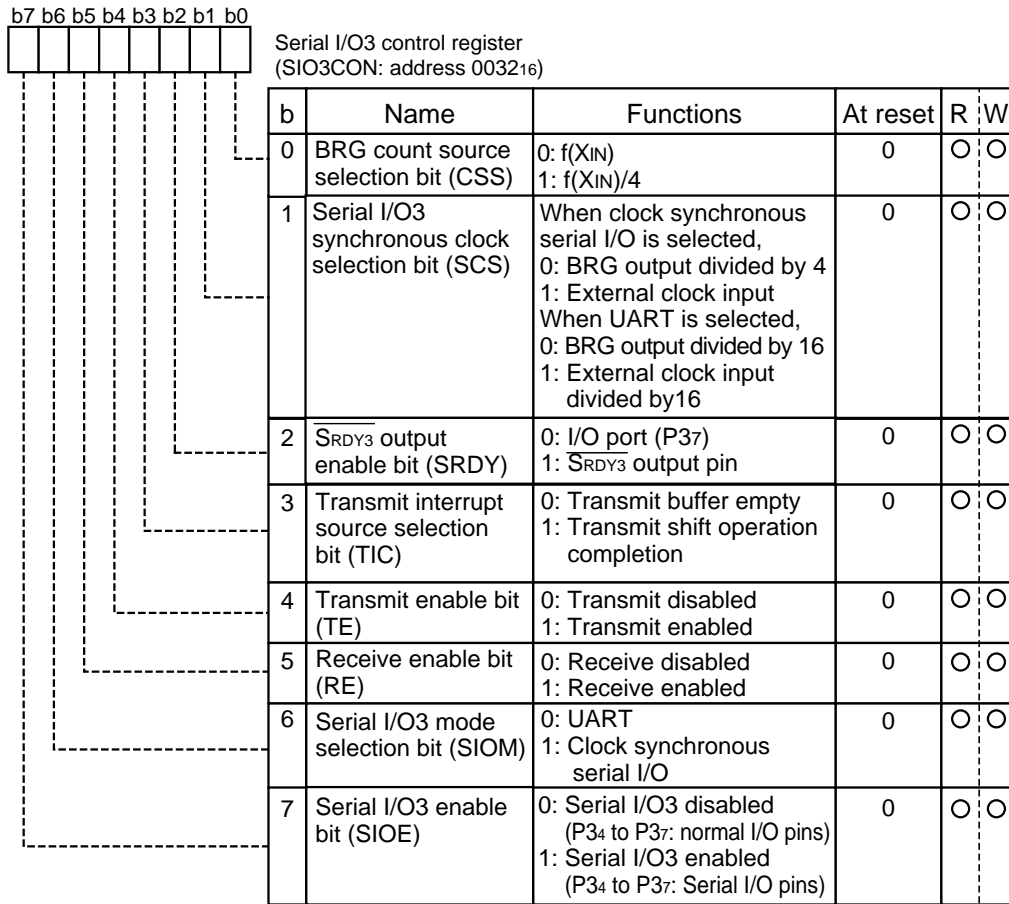 b7 b6 b5 b4 b3 b2 b1 b0
Serial I/O3 control register
(SIO3CON: address 003216)
b Name Functions At reset R W
0 BRG count source selection bit (CSS)
0: f(XIN)
1: f(XIN)/4
0
1 Serial I/O3
synchronous clock
selection bit (SCS)
When clock synchronous
serial I/O is selected,
0: BRG output divided by 4
1: External clock input
When UART is selected,
0: BRG output divided by 16
1: External clock input
divided by16
0
2 SRDY3 output
enable bit (SRDY)
0: I/O port (P37)
1: SRDY3 output pin
0
3 Transmit interrupt
source selection
bit (TIC)
0: Transmit buffer empty
1: Transmit shift operation
completion
0
4 Transmit enable bit
(TE)
0: Transmit disabled
1: Transmit enabled
0
5 Receive enable bit
(RE)
0: Receive disabled
1: Receive enabled
0
6 Serial I/O3 mode
selection bit (SIOM)
0: UART
1: Clock synchronous
serial I/O
0
7 Serial I/O3 enable
bit (SIOE)
0: Serial I/O3 disabled
(P34 to P37: normal I/O pins)
1: Serial I/O3 enabled
(P34 to P37: Serial I/O pins)
0